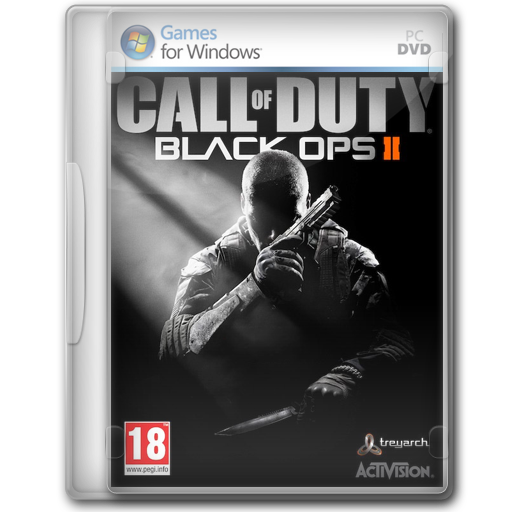 Games
for Windows
PC
DVD
CALL OF DUTY®
BLACK OPS II
18
www.pegi.info
treyarch
ACTIVISION